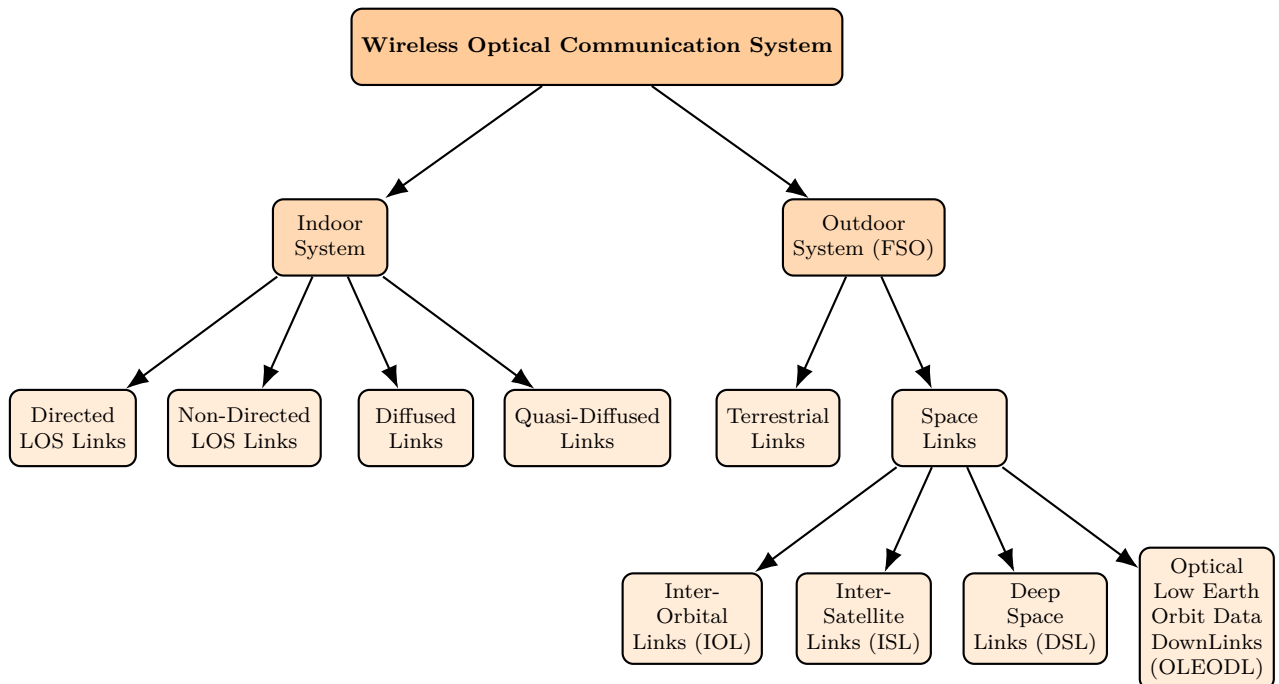 Wireless Optical Communication System
Indoor
System
Outdoor
System (FSO)
Directed
LOS Links
Non-Directed
LOS Links
Diffused
Links
Quasi-Diffused
Links
Terrestrial
Links
Space
Links
Inter-
Orbital
Links (IOL)
Inter-
Satellite
Links (ISL)
Deep
Space
Links (DSL)
Optical
Low Earth
Orbit Data
DownLinks
(OLEODL)